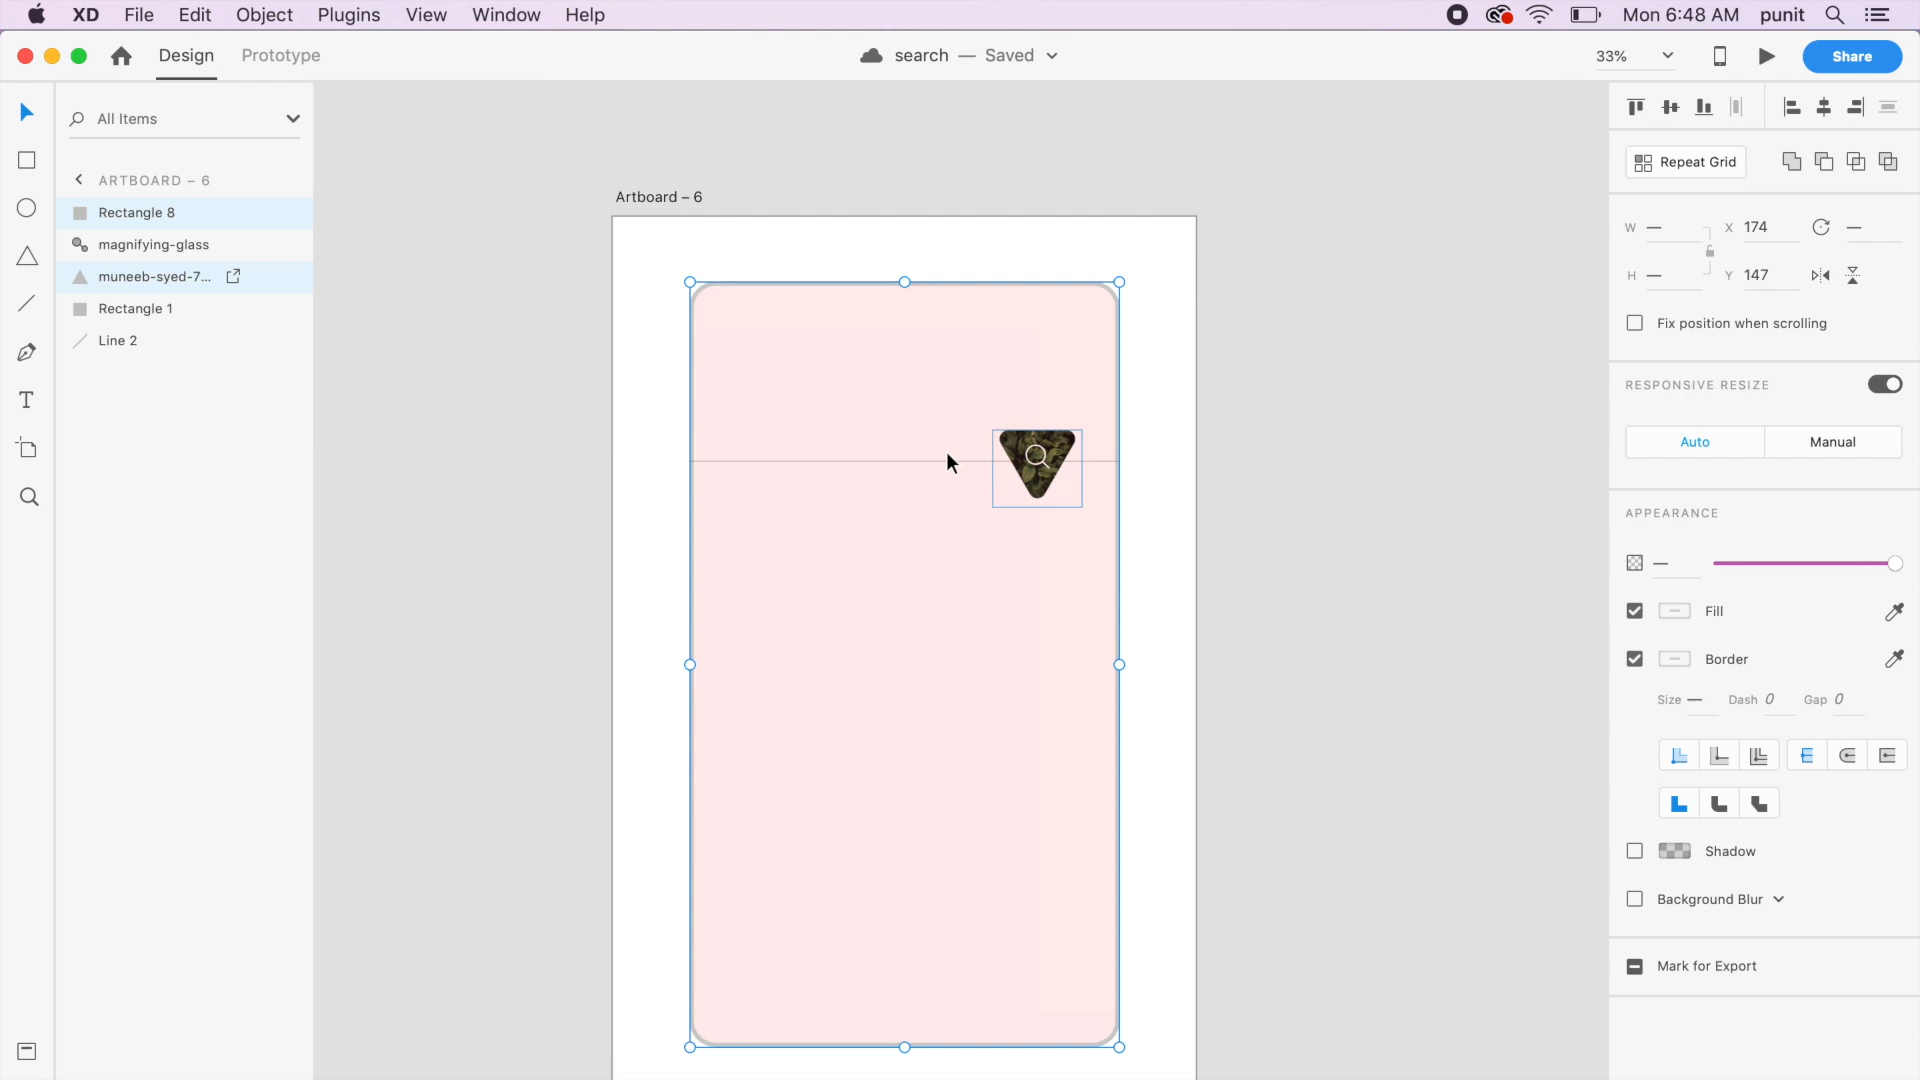 XD File Edit Object Plugins View Window Help Mon 6:48 AM punit
Design Prototype search — Saved 33% Share
All Items
ARTBOARD – 6
Rectangle 8
magnifying-glass
muneeb-syed-7...
Rectangle 1
Line 2
Artboard – 6
Repeat Grid
W — X 174 —
H — Y 147
Fix position when scrolling
RESPONSIVE RESIZE
Auto Manual
APPEARANCE
—
Fill
Border
Size — Dash 0 Gap 0
Shadow
Background Blur
Mark for Export